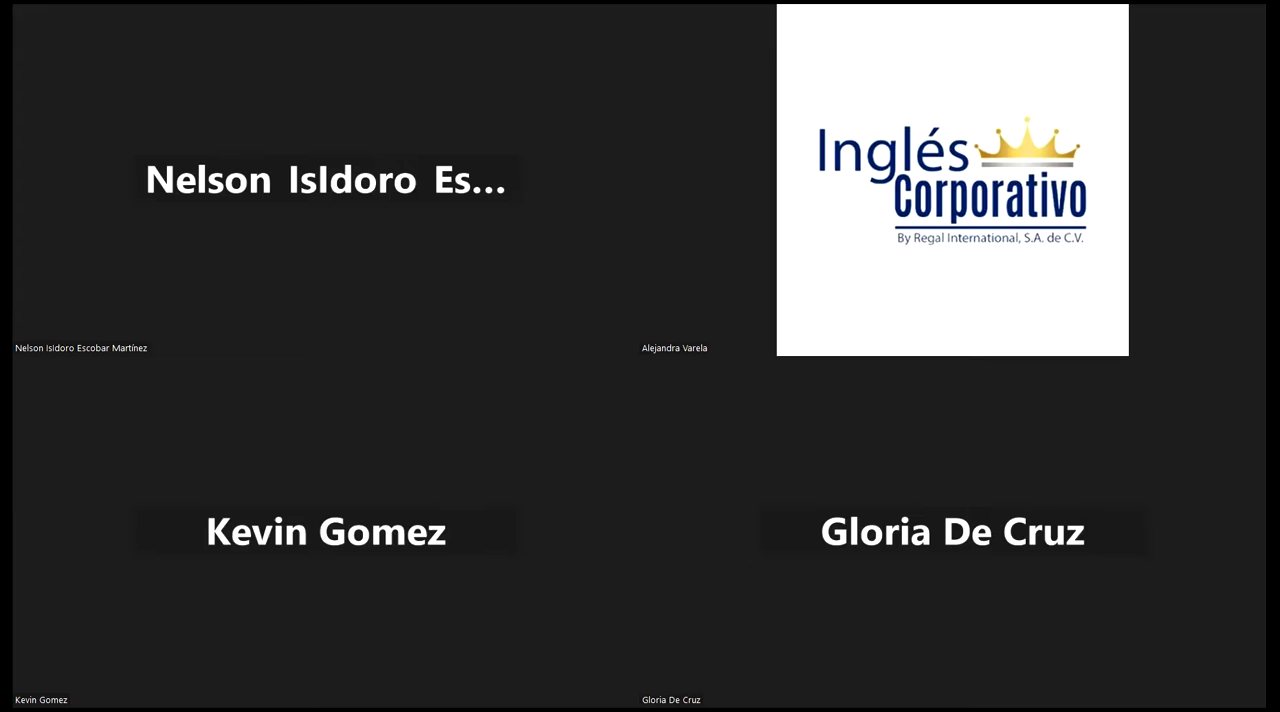 Nelson IsIdoro Es...
Nelson IsIdoro Escobar Martínez
Inglés
Corporativo
By Regal International, S.A. de C.V.
Alejandra Varela
Kevin Gomez
Kevin Gomez
Gloria De Cruz
Gloria De Cruz